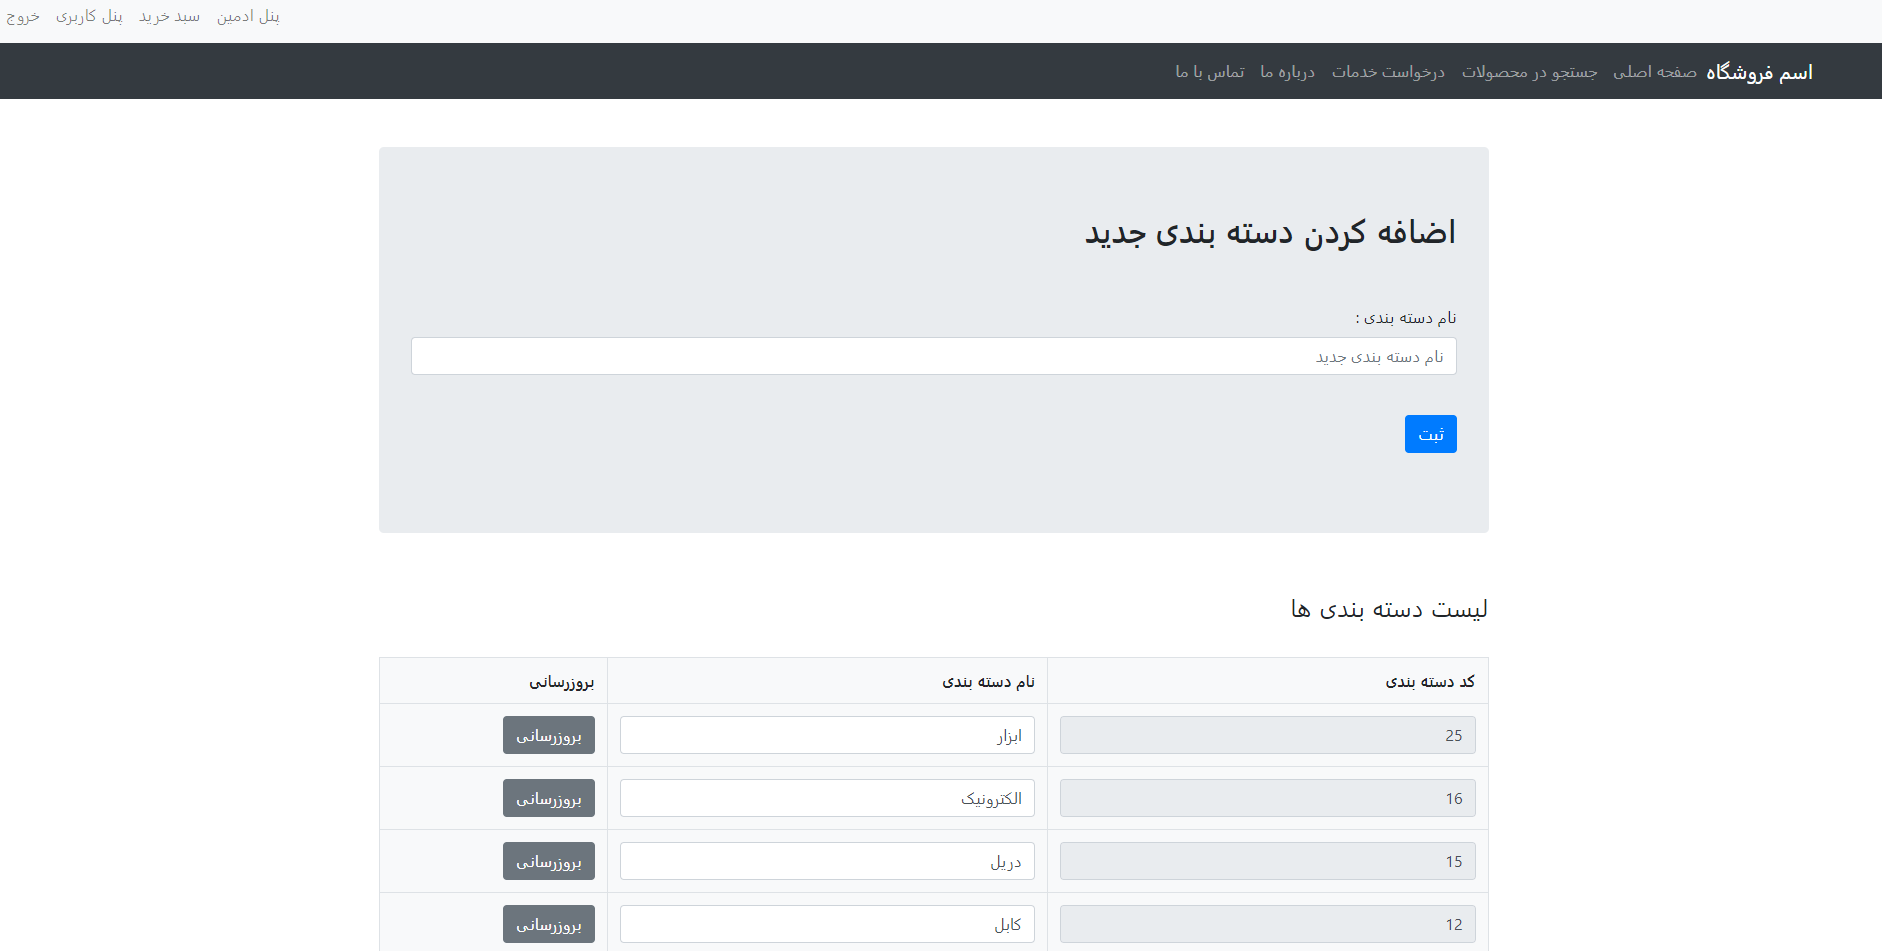 پنل ادمین   سبد خرید   پنل کاربری   خروج
اسم فروشگاه   صفحه اصلی   جستجو در محصولات   درخواست خدمات   درباره ما   تماس با ما
اضافه کردن دسته بندی جدید
نام دسته بندی :
نام دسته بندی جدید
ثبت
لیست دسته بندی ها
کد دسته بندی   نام دسته بندی   بروزرسانی
25   ابزار   بروزرسانی
16   الکترونیک   بروزرسانی
15   دریل   بروزرسانی
12   کابل   بروزرسانی